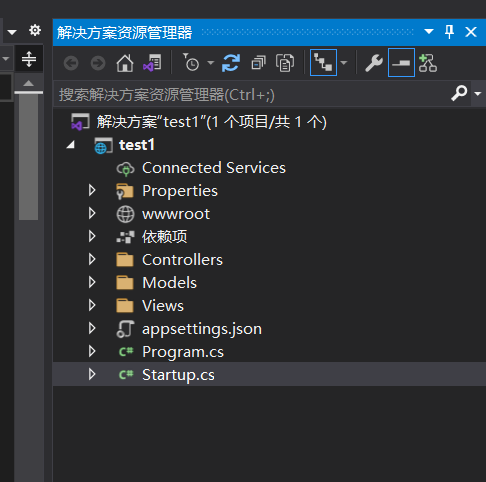 解决方案资源管理器
搜索解决方案资源管理器(Ctrl+;)
解决方案"test1"(1 个项目/共 1 个)
test1
Connected Services
Properties
wwwroot
依赖项
Controllers
Models
Views
appsettings.json
C# Program.cs
C# Startup.cs